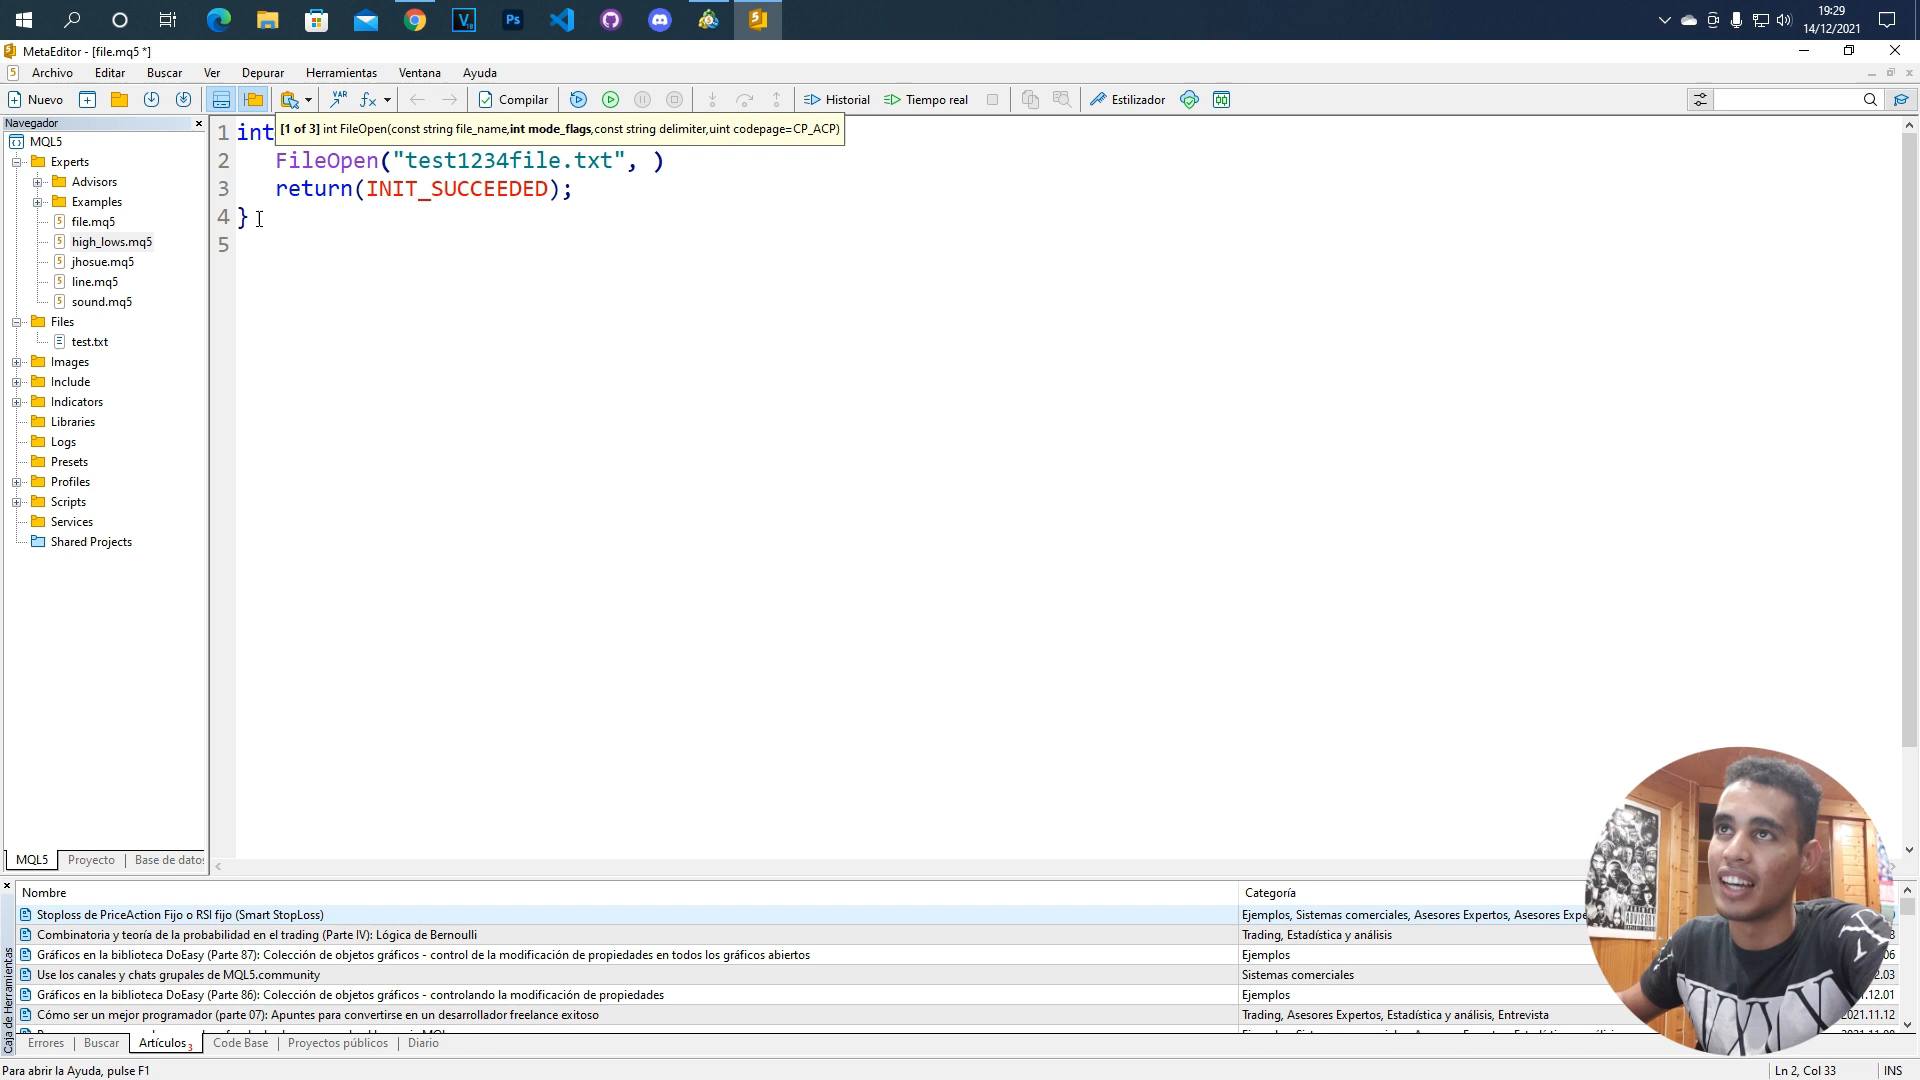 19:29
14/12/2021
MetaEditor - [file.mq5 *]
Archivo Editar Buscar Ver Depurar Herramientas Ventana Ayuda
Nuevo VAR fx Compilar Historial Tiempo real Estilizador
Navegador
MQL5
Experts
Advisors
Examples
file.mq5
high_lows.mq5
jhosue.mq5
line.mq5
sound.mq5
Files
test.txt
Images
Include
Indicators
Libraries
Logs
Presets
Profiles
Scripts
Services
Shared Projects
MQL5 Proyecto Base de datos
[1 of 3] int FileOpen(const string file_name,int mode_flags,const string delimiter,uint codepage=CP_ACP)
1 int
2 FileOpen("test1234file.txt", )
3 return(INIT_SUCCEEDED);
4 }
5
Nombre Categoría
Stoploss de PriceAction Fijo o RSI fijo (Smart StopLoss) Ejemplos, Sistemas comerciales, Asesores Expertos, Asesores Expe
Combinatoria y teoría de la probabilidad en el trading (Parte IV): Lógica de Bernoulli Trading, Estadística y análisis
Gráficos en la biblioteca DoEasy (Parte 87): Colección de objetos gráficos - control de la modificación de propiedades en todos los gráficos abiertos Ejemplos 06
Use los canales y chats grupales de MQL5.community Sistemas comerciales 2.03
Gráficos en la biblioteca DoEasy (Parte 86): Colección de objetos gráficos - controlando la modificación de propiedades Ejemplos .12.01
Cómo ser un mejor programador (parte 07): Apuntes para convertirse en un desarrollador freelance exitoso Trading, Asesores Expertos, Estadística y análisis, Entrevista 2021.11.12
Caja de Herramientas
Errores Buscar Artículos 3 Code Base Proyectos públicos Diario
Para abrir la Ayuda, pulse F1 Ln 2, Col 33 INS